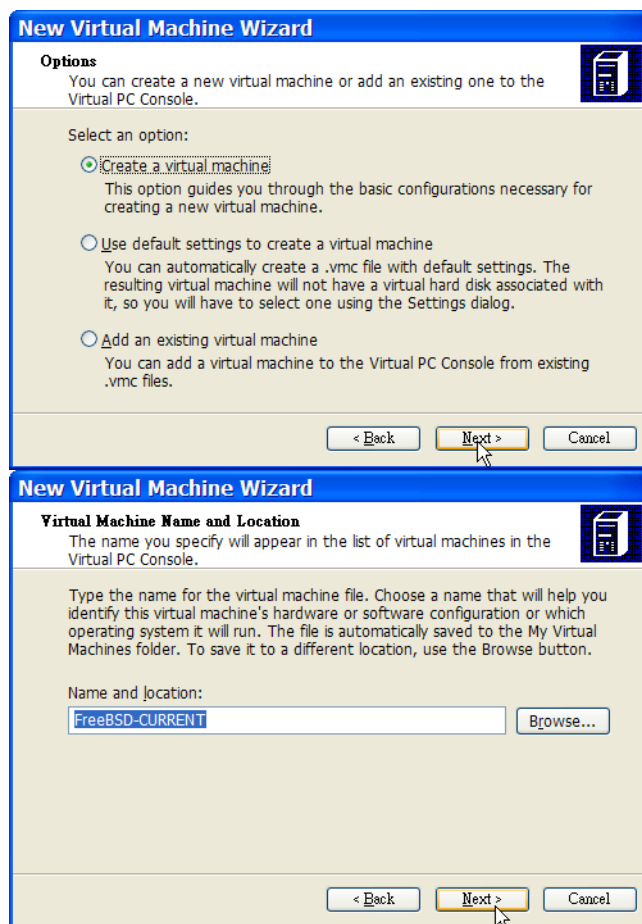 New Virtual Machine Wizard
Options
You can create a new virtual machine or add an existing one to the
Virtual PC Console.
Select an option:
Create a virtual machine
This option guides you through the basic configurations necessary for
creating a new virtual machine.
Use default settings to create a virtual machine
You can automatically create a .vmc file with default settings. The
resulting virtual machine will not have a virtual hard disk associated with
it, so you will have to select one using the Settings dialog.
Add an existing virtual machine
You can add a virtual machine to the Virtual PC Console from existing
.vmc files.
< Back Next > Cancel
New Virtual Machine Wizard
Virtual Machine Name and Location
The name you specify will appear in the list of virtual machines in the
Virtual PC Console.
Type the name for the virtual machine file. Choose a name that will help you
identify this virtual machine's hardware or software configuration or which
operating system it will run. The file is automatically saved to the My Virtual
Machines folder. To save it to a different location, use the Browse button.
Name and location:
FreeBSD-CURRENT Browse...
< Back Next > Cancel